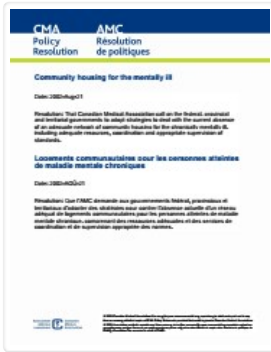 CMA AMC
Policy Résolution
Resolution de politiques
Community housing for the mentally ill
Date: 2002-Aug-21
Resolution: That Canadian Medical Association call on the federal, provincial
and territorial governments to adopt strategies to deal with the current absence
of an adequate network of community housing for the chronically mentally ill,
including adequate resources, coordination and appropriate supervision of
standards.
Logements communautaires pour les personnes atteintes
de maladie mentale chroniques
Date: 2002-AOÛ-21
Résolution: Que l'AMC demande aux gouvernements fédéral, provinciaux et
territoriaux d'adopter des stratégies pour contrer l'absence actuelle d'un réseau
adéquat de logements communautaires pour les personnes atteintes de maladie
mentale chronique, comprenant des ressources adéquates et des services de
coordination et de supervision appropriée des normes.